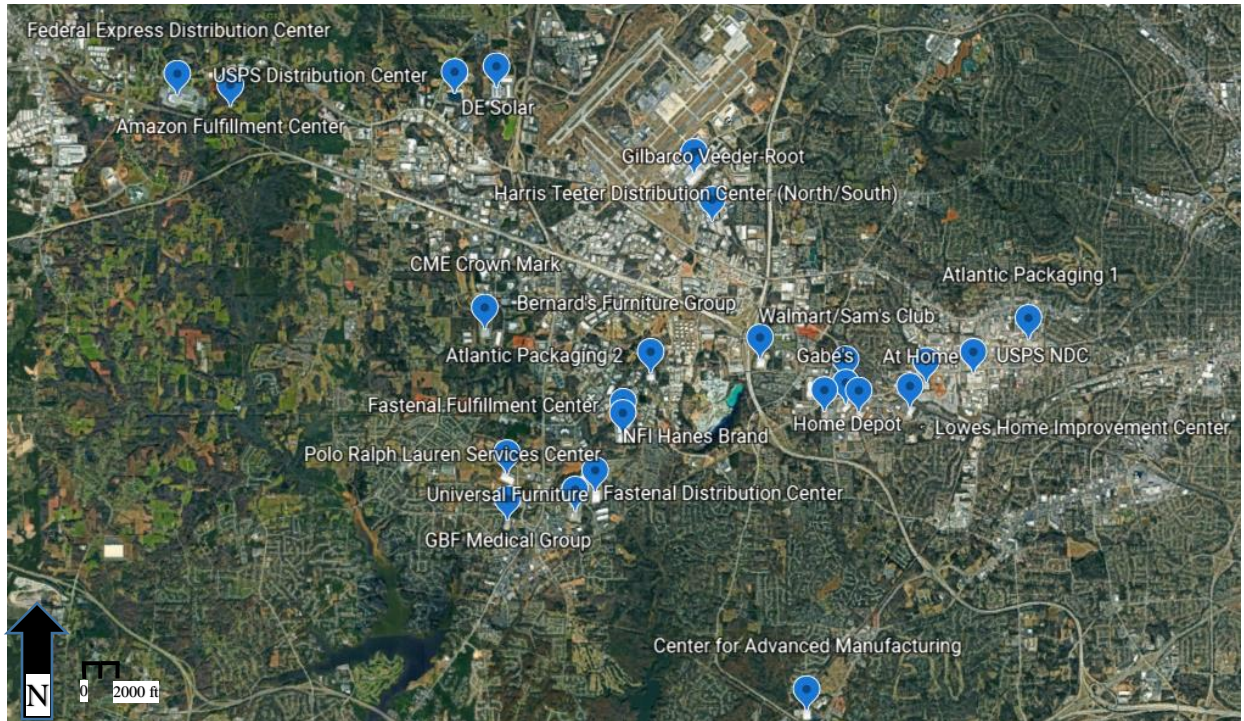 Federal Express Distribution Center
USPS Distribution Center
DE Solar
Amazon Fulfillment Center
Gilbarco Veeder-Root
Harris Teeter Distribution Center (North/South)
CME Crown Mark
Atlantic Packaging 1
Bernard's Furniture Group
Walmart/Sam's Club
Atlantic Packaging 2
Gabe's
At Home
USPS NDC
Fastenal Fulfillment Center
Home Depot
Lowes Home Improvement Center
NFI Hanes Brand
Polo Ralph Lauren Services Center
Universal Furniture
Fastenal Distribution Center
GBF Medical Group
Center for Advanced Manufacturing
N
0 2000 ft